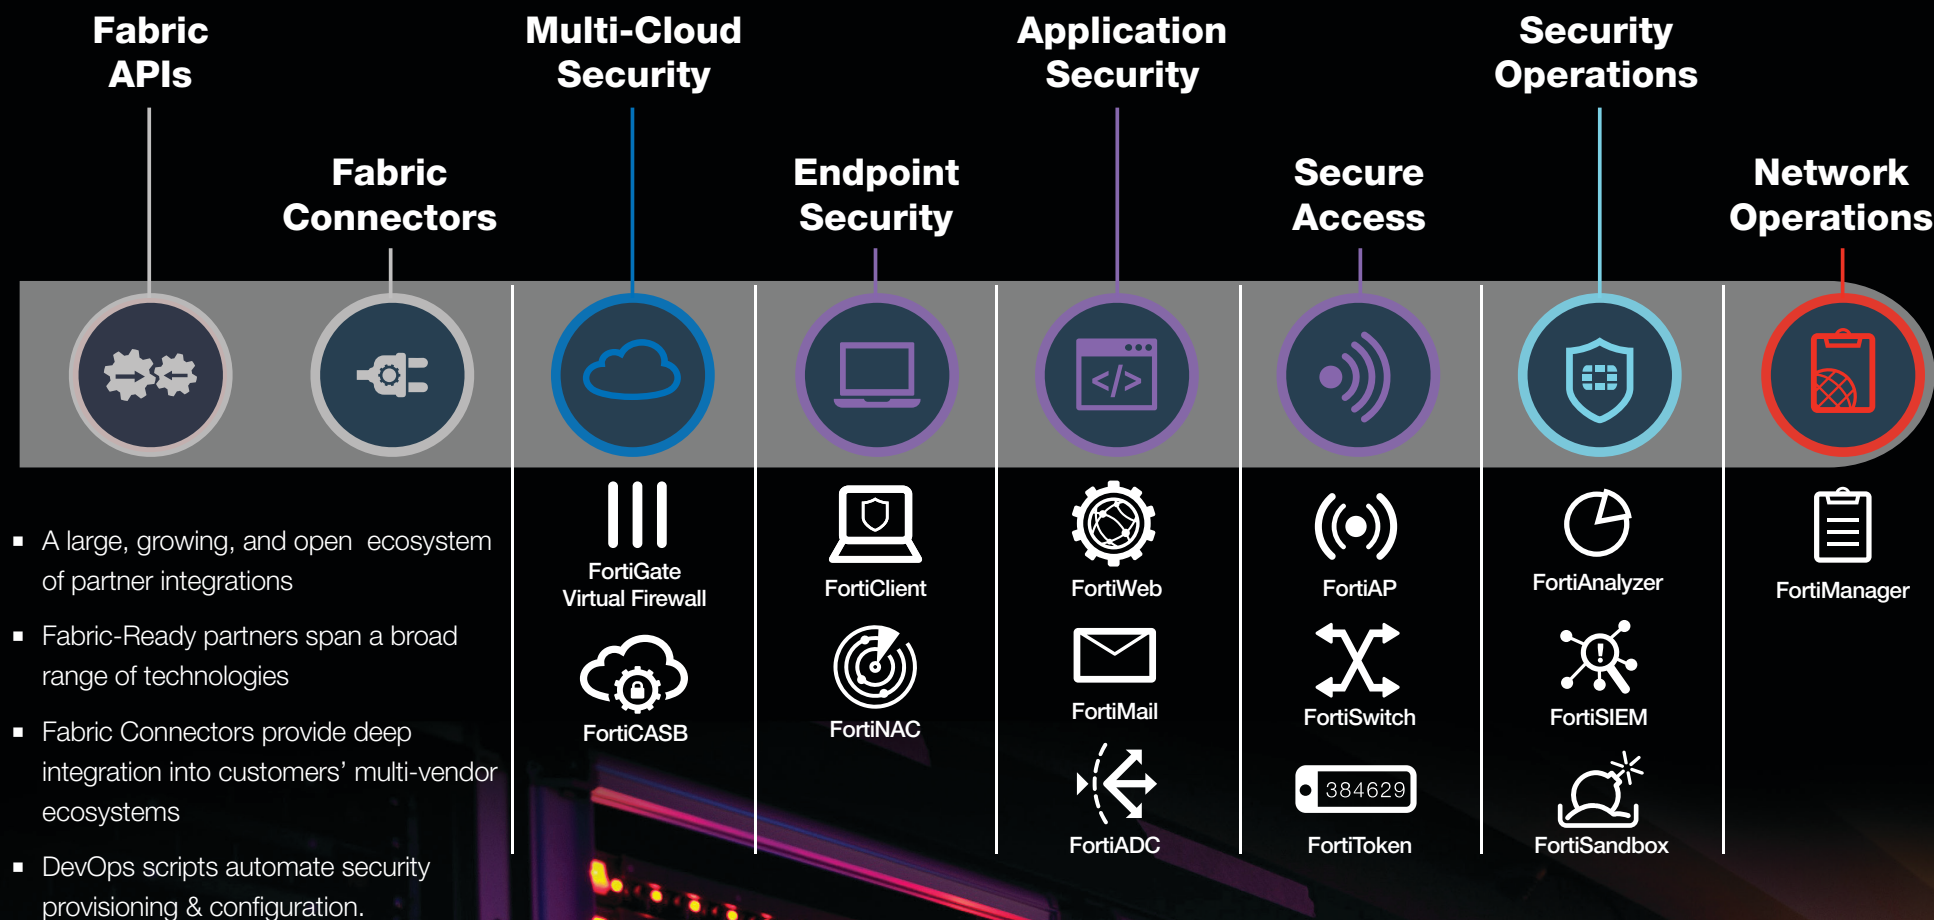 Fabric
APIs
Multi-Cloud
Security
Application
Security
Security
Operations
Fabric
Connectors
Endpoint
Security
Secure
Access
Network
Operations
</>
A large, growing, and open ecosystem
of partner integrations
Fabric-Ready partners span a broad
range of technologies
Fabric Connectors provide deep
integration into customers’ multi-vendor
ecosystems
DevOps scripts automate security
provisioning & configuration.
FortiGate
Virtual Firewall
FortiCASB
FortiClient
FortiNAC
FortiWeb
FortiMail
FortiADC
FortiAP
FortiSwitch
384629
FortiToken
FortiAnalyzer
!
FortiSIEM
FortiSandbox
FortiManager